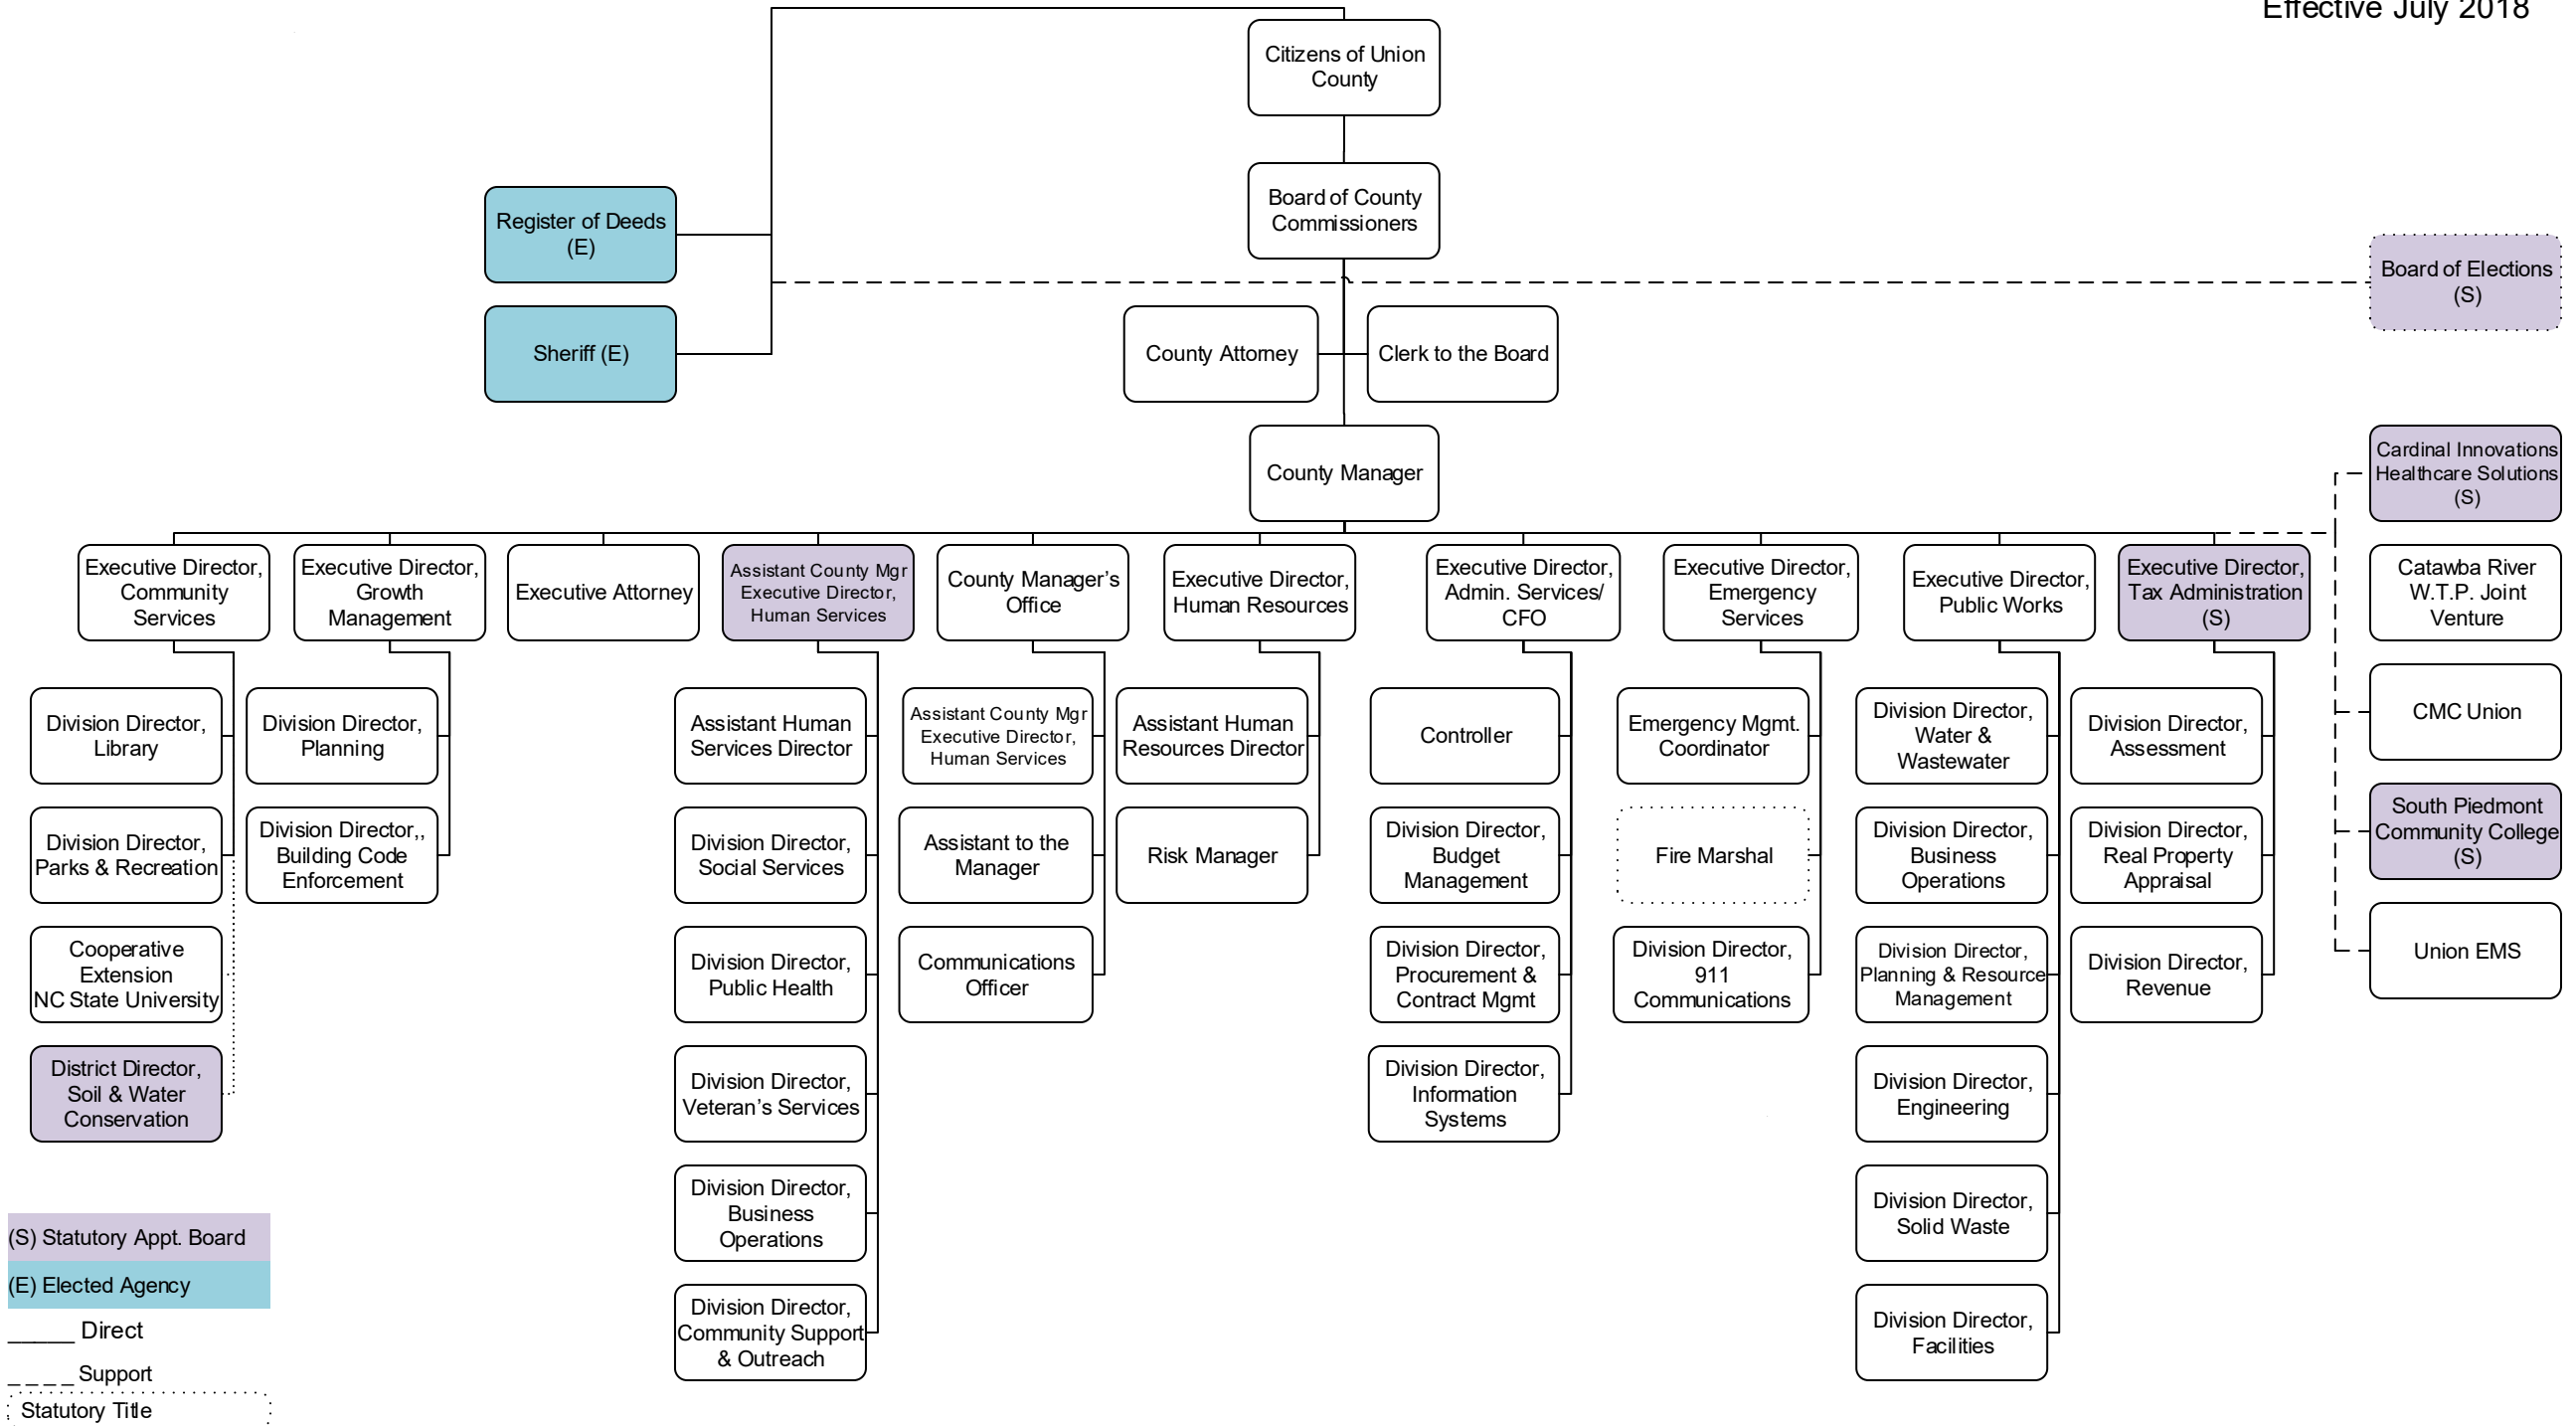 Effective July 2018
Citizens of Union
County
Board of County
Commissioners
Register of Deeds
(E)
Sheriff (E)
Board of Elections
(S)
County Attorney
Clerk to the Board
County Manager
Cardinal Innovations
Healthcare Solutions
(S)
Catawba River
W.T.P. Joint
Venture
CMC Union
South Piedmont
Community College
(S)
Union EMS
Executive Director,
Community
Services
Executive Director,
Growth
Management
Executive Attorney
Assistant County Mgr
Executive Director,
Human Services
County Manager’s
Office
Executive Director,
Human Resources
Executive Director,
Admin. Services/
CFO
Executive Director,
Emergency
Services
Executive Director,
Public Works
Executive Director,
Tax Administration
(S)
Division Director,
Library
Division Director,
Parks & Recreation
Cooperative
Extension
NC State University
District Director,
Soil & Water
Conservation
Division Director,
Planning
Division Director,,
Building Code
Enforcement
Assistant Human
Services Director
Division Director,
Social Services
Division Director,
Public Health
Division Director,
Veteran’s Services
Division Director,
Business
Operations
Division Director,
Community Support
& Outreach
Assistant County Mgr
Executive Director,
Human Services
Assistant to the
Manager
Communications
Officer
Assistant Human
Resources Director
Risk Manager
Controller
Division Director,
Budget
Management
Division Director,
Procurement &
Contract Mgmt
Division Director,
Information
Systems
Emergency Mgmt.
Coordinator
Fire Marshal
Division Director,
911
Communications
Division Director,
Water &
Wastewater
Division Director,
Business
Operations
Division Director,
Planning & Resource
Management
Division Director,
Engineering
Division Director,
Solid Waste
Division Director,
Facilities
Division Director,
Assessment
Division Director,
Real Property
Appraisal
Division Director,
Revenue
(S) Statutory Appt. Board
(E) Elected Agency
_____ Direct
_ _ _ _ Support
Statutory Title